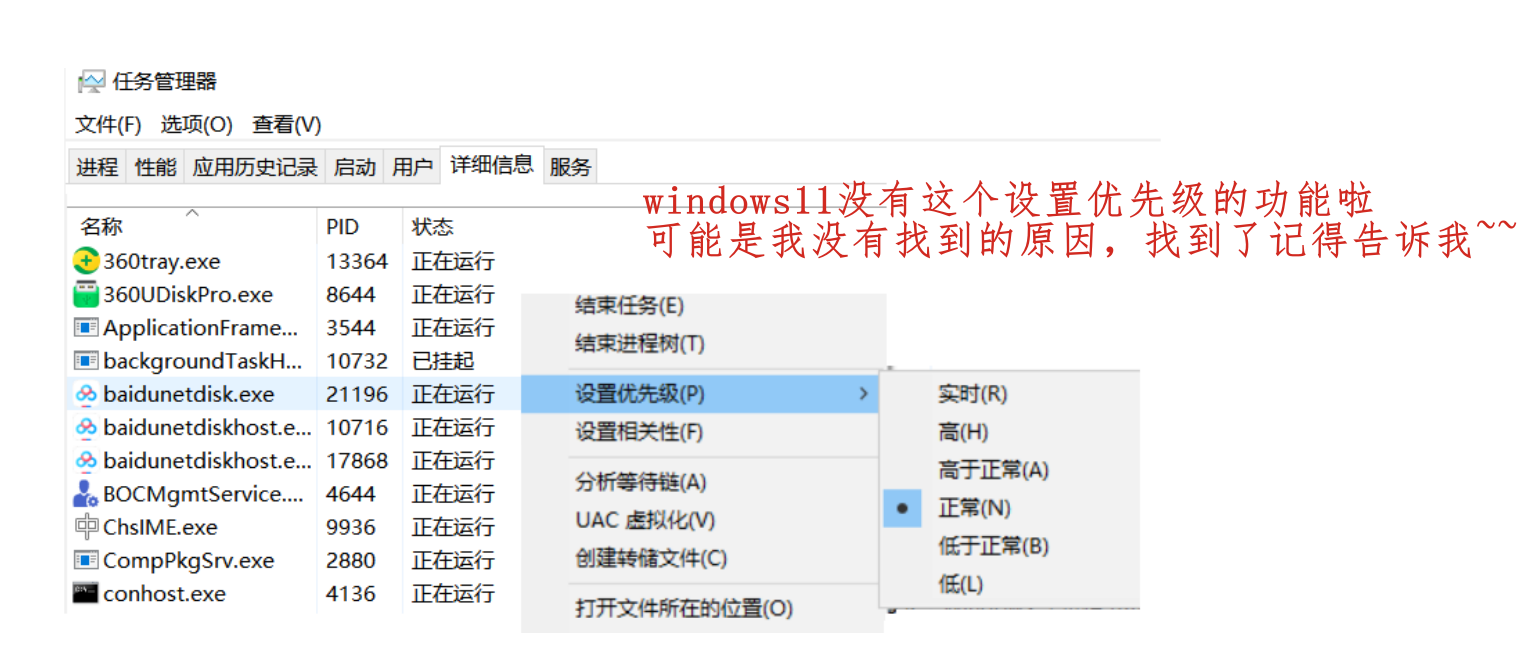 任务管理器
文件(F) 选项(O) 查看(V)
进程 性能 应用历史记录 启动 用户 详细信息 服务
windows11没有这个设置优先级的功能啦
可能是我没有找到的原因，找到了记得告诉我~~
名称 PID 状态
360tray.exe 13364 正在运行
360UDiskPro.exe 8644 正在运行
ApplicationFrame... 3544 正在运行
backgroundTaskH... 10732 已挂起
baidunetdisk.exe 21196 正在运行
baidunetdiskhost.e... 10716 正在运行
baidunetdiskhost.e... 17868 正在运行
BOCMgmtService.... 4644 正在运行
ChsIME.exe 9936 正在运行
CompPkgSrv.exe 2880 正在运行
conhost.exe 4136 正在运行
结束任务(E)
结束进程树(T)
设置优先级(P)
设置相关性(F)
分析等待链(A)
UAC 虚拟化(V)
创建转储文件(C)
打开文件所在的位置(O)
实时(R)
高(H)
高于正常(A)
正常(N)
低于正常(B)
低(L)